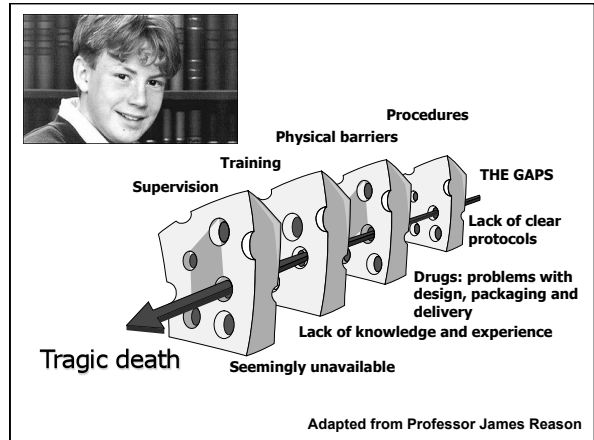 Procedures
Physical barriers
Training
Supervision
THE GAPS
Lack of clear
protocols
Drugs: problems with
design, packaging and
delivery
Lack of knowledge and experience
Seemingly unavailable
Tragic death
Adapted from Professor James Reason